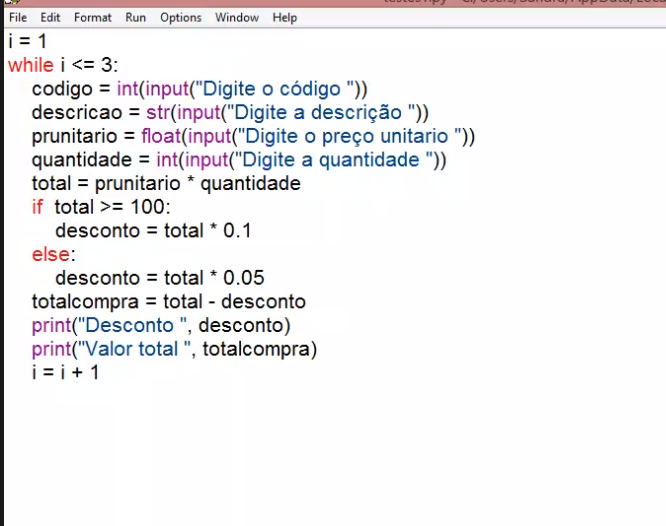 File Edit Format Run Options Window Help
i = 1
while i <= 3:
    codigo = int(input("Digite o código "))
    descricao = str(input("Digite a descrição "))
    prunitario = float(input("Digite o preço unitario "))
    quantidade = int(input("Digite a quantidade "))
    total = prunitario * quantidade
    if  total >= 100:
        desconto = total * 0.1
    else:
        desconto = total * 0.05
    totalcompra = total - desconto
    print("Desconto ", desconto)
    print("Valor total ", totalcompra)
    i = i + 1